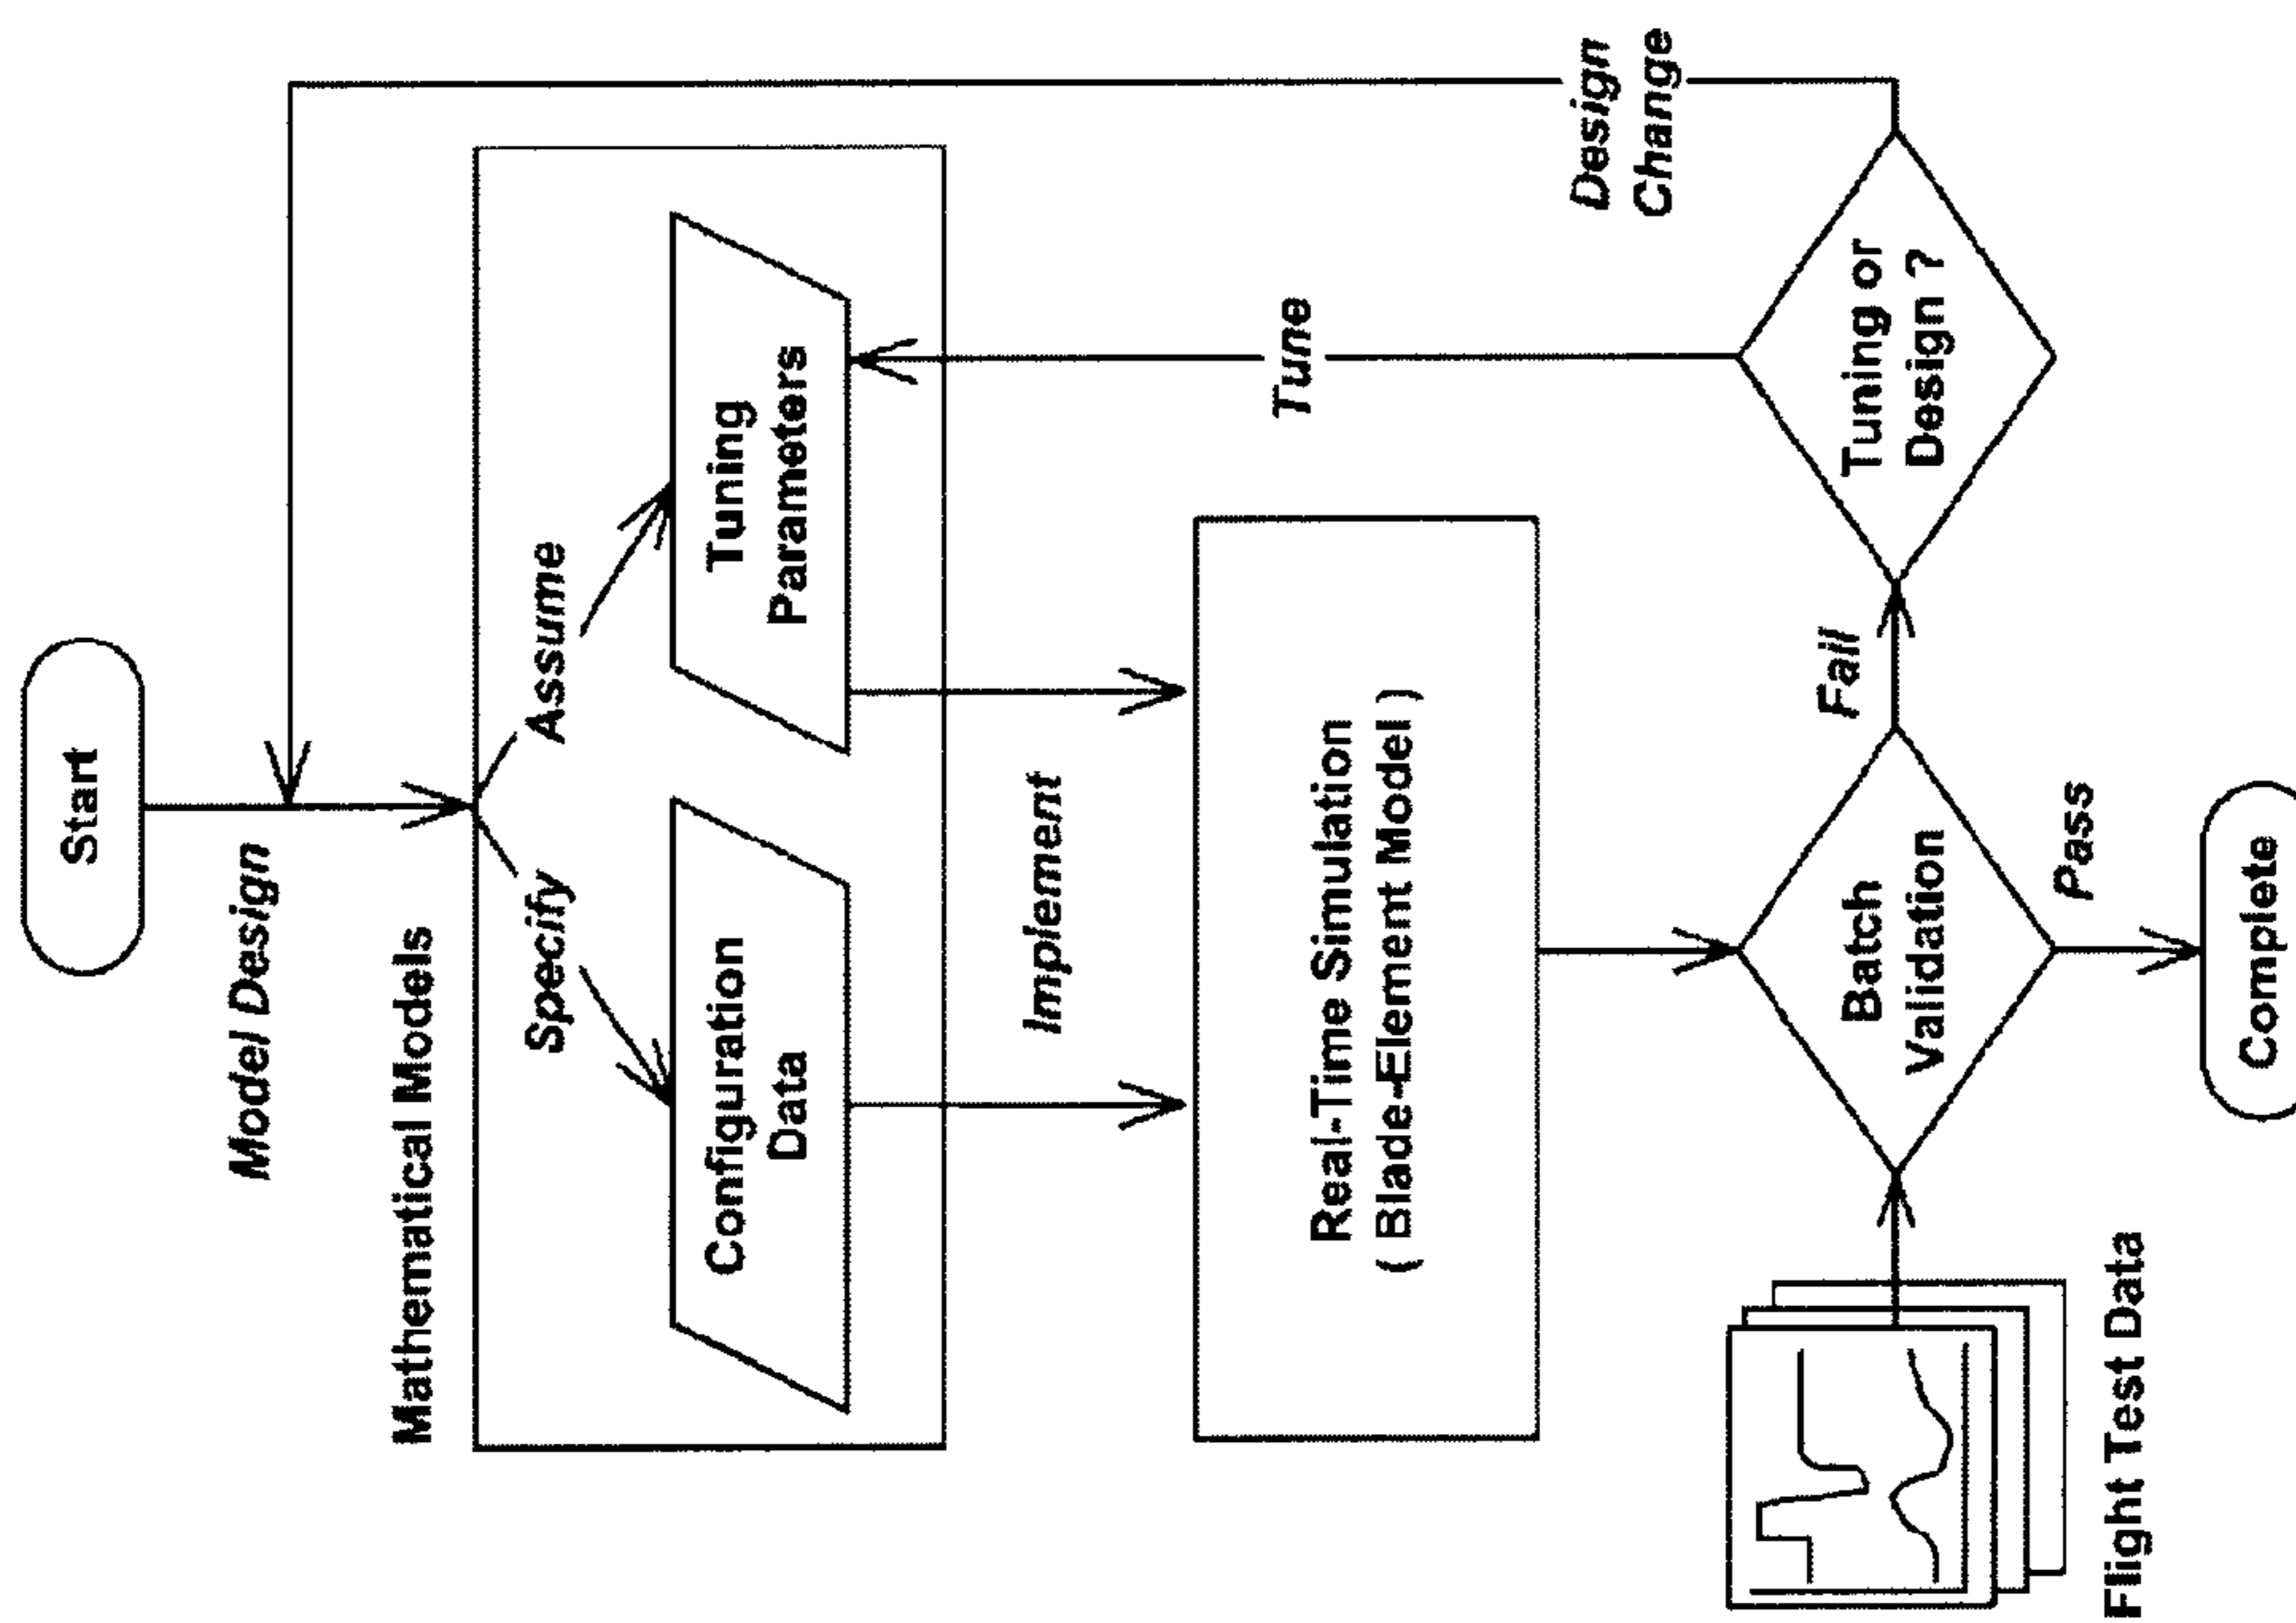 Start
Model Design
Mathematical Models
Specify
Assume
Configuration
Data
Tuning
Parameters
Implement
Tune
Real-Time Simulation
( Blade-Element Model )
Design
Change
Batch
Validation
Fail
Tuning or
Design ?
Pass
Flight Test Data
Complete